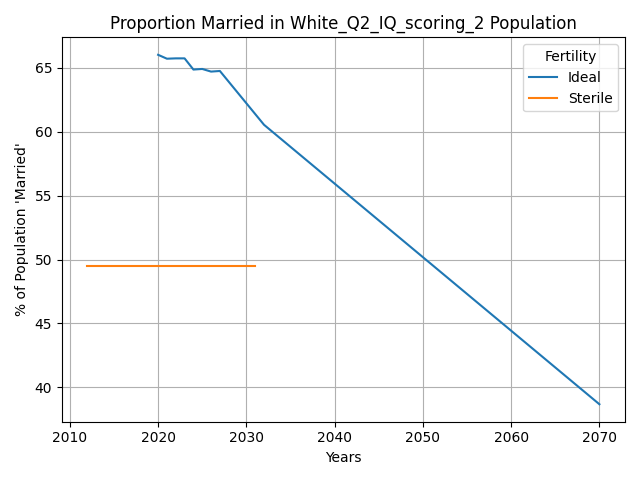 Proportion Married in White_Q2_IQ_scoring_2 Population
Fertility
Ideal
Sterile
% of Population 'Married'
65
60
55
50
45
40
2010 2020 2030 2040 2050 2060 2070
Years